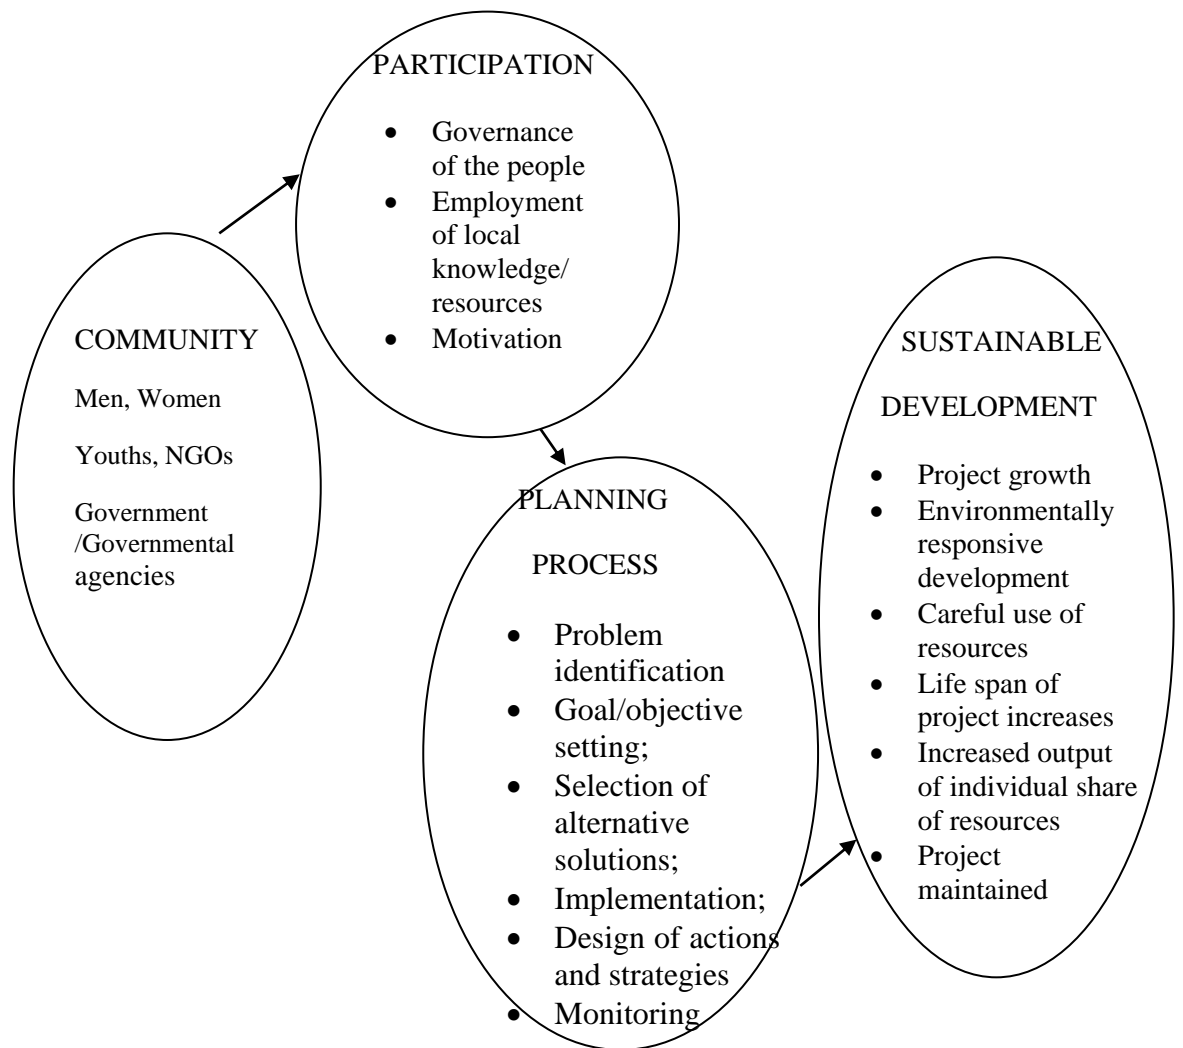 PARTICIPATION
• Governance
of the people
• Employment
of local
knowledge/
resources
• Motivation
COMMUNITY
Men, Women
Youths, NGOs
Government
/Governmental
agencies
PLANNING
PROCESS
• Problem
identification
• Goal/objective
setting;
• Selection of
alternative
solutions;
• Implementation;
• Design of actions
and strategies
• Monitoring
SUSTAINABLE
DEVELOPMENT
• Project growth
• Environmentally
responsive
development
• Careful use of
resources
• Life span of
project increases
• Increased output
of individual share
of resources
• Project
maintained